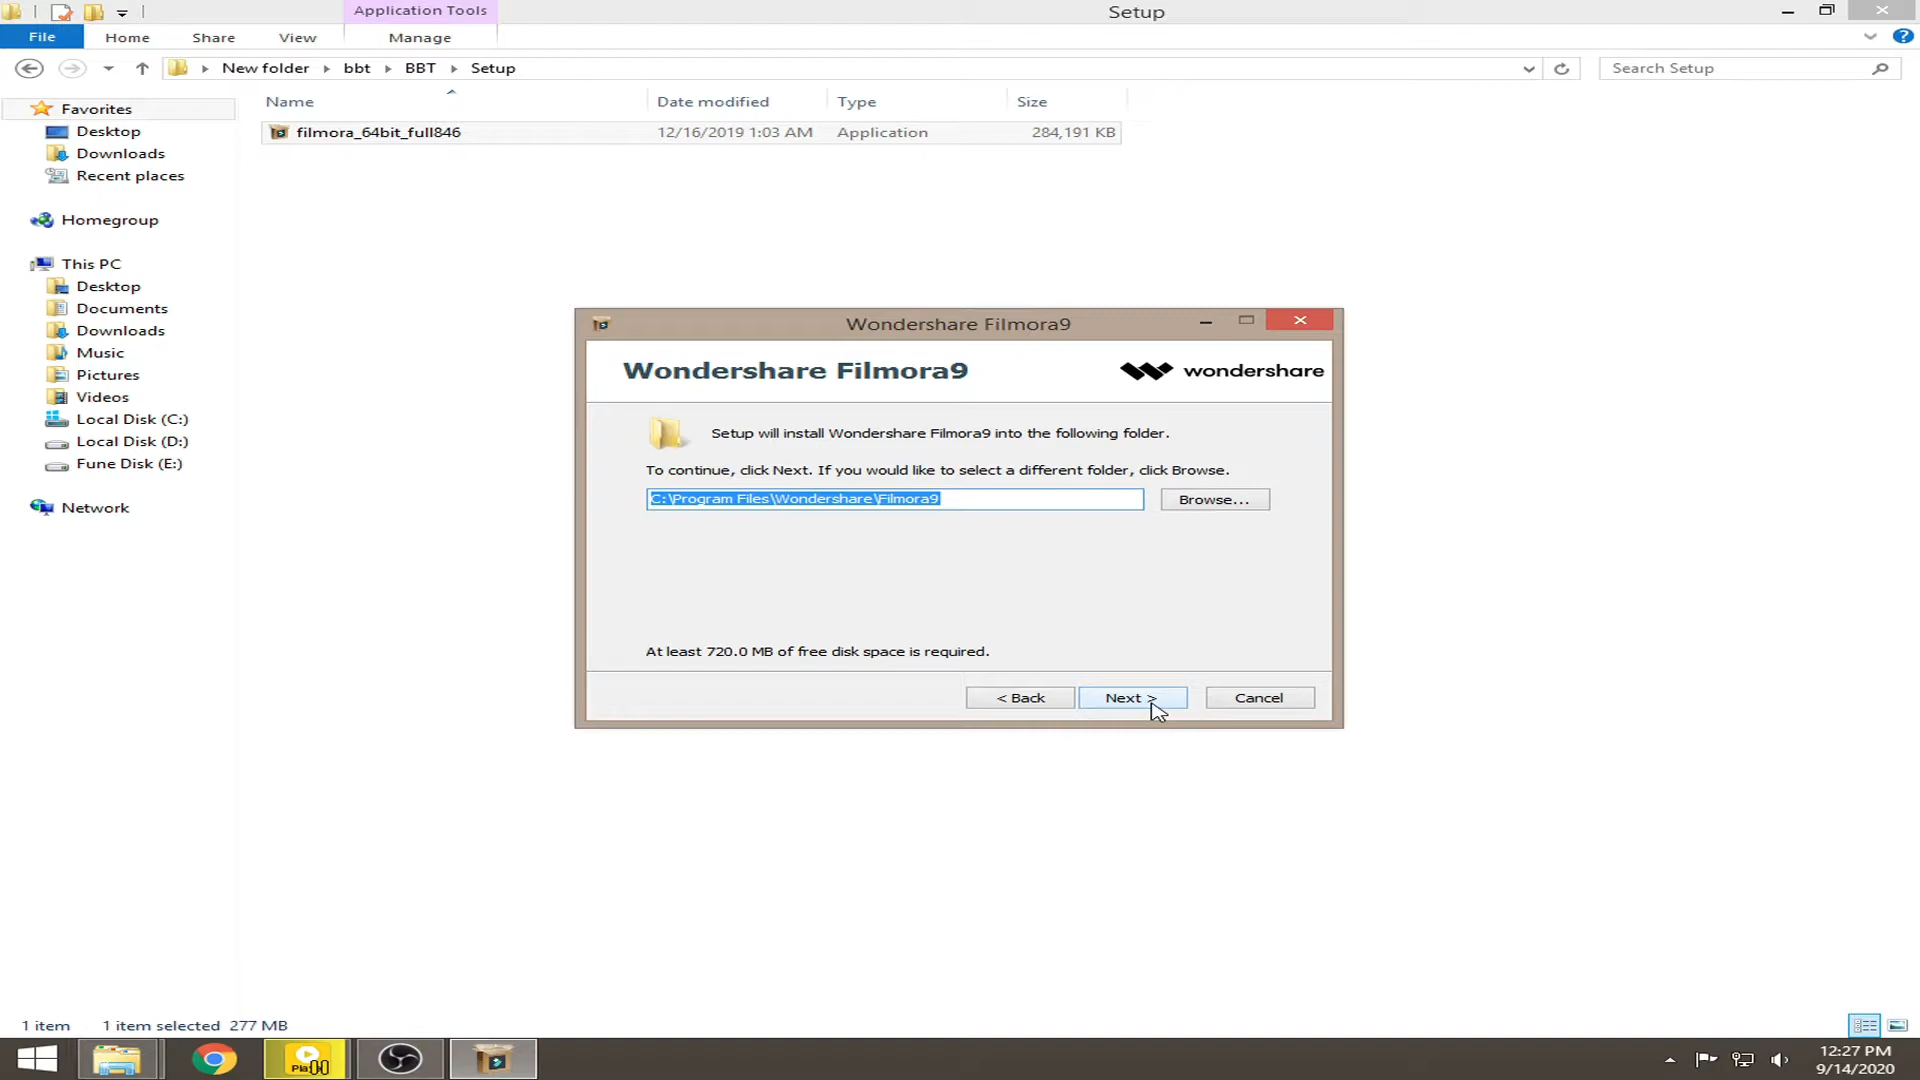 Application Tools
Setup
File
Home
Share
View
Manage
New folder
bbt
BBT
Setup
Search Setup
Name
Date modified
Type
Size
filmora_64bit_full846
12/16/2019 1:03 AM
Application
284,191 KB
Favorites
Desktop
Downloads
Recent places
Homegroup
This PC
Desktop
Documents
Downloads
Music
Pictures
Videos
Local Disk (C:)
Local Disk (D:)
Fune Disk (E:)
Network
Wondershare Filmora9
Wondershare Filmora9
wondershare
Setup will install Wondershare Filmora9 into the following folder.
To continue, click Next. If you would like to select a different folder, click Browse.
C:\Program Files\Wondershare\Filmora9
Browse...
At least 720.0 MB of free disk space is required.
< Back
Next >
Cancel
1 item
1 item selected 277 MB
12:27 PM
9/14/2020